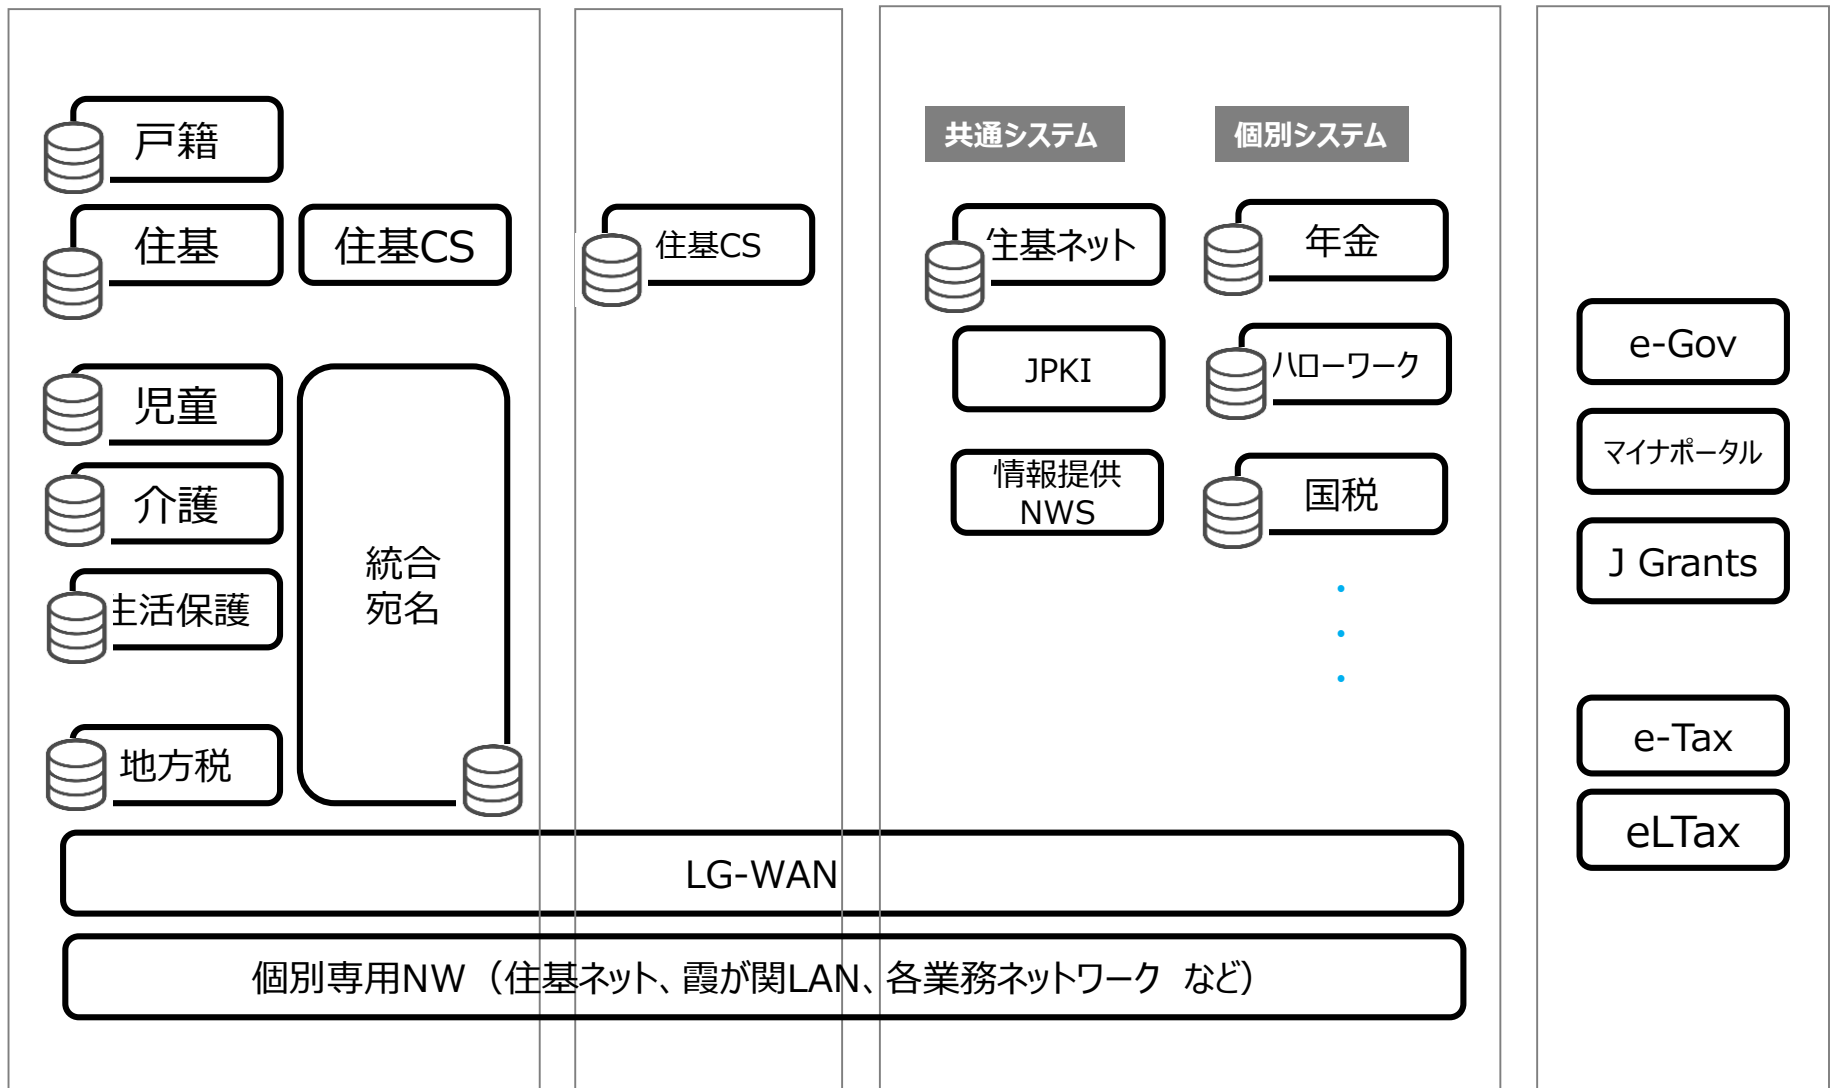 戸籍
住基
住基CS
児童
介護
生活保護
地方税
統合
宛名
住基CS
共通システム
個別システム
住基ネット
JPKI
情報提供
NWS
年金
ハローワーク
国税
・
・
・
e-Gov
マイナポータル
J Grants
e-Tax
eLTax
LG-WAN
個別専用NW（住基ネット、霞が関LAN、各業務ネットワーク など）